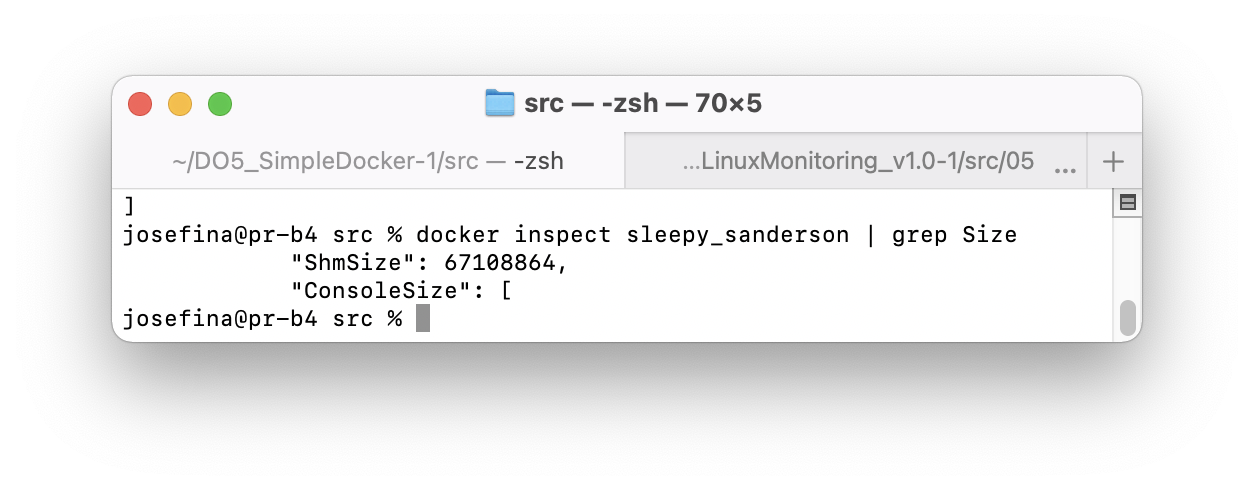 src — -zsh — 70×5
~/DO5_SimpleDocker-1/src — -zsh
...LinuxMonitoring_v1.0-1/src/05 ...
]
josefina@pr-b4 src % docker inspect sleepy_sanderson | grep Size
            "ShmSize": 67108864,
            "ConsoleSize": [
josefina@pr-b4 src %